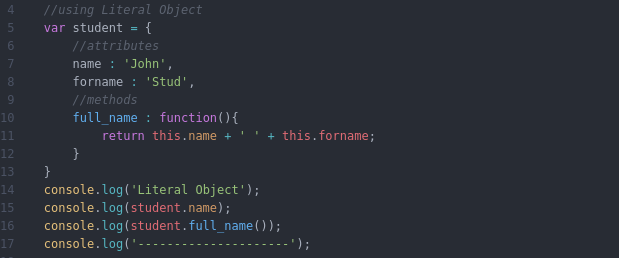 4 //using Literal Object
5 var student = {
6 //attributes
7 name : 'John',
8 forname : 'Stud',
9 //methods
10 full_name : function(){
11 return this.name + ' ' + this.forname;
12 }
13 }
14 console.log('Literal Object');
15 console.log(student.name);
16 console.log(student.full_name());
17 console.log('---------------------');